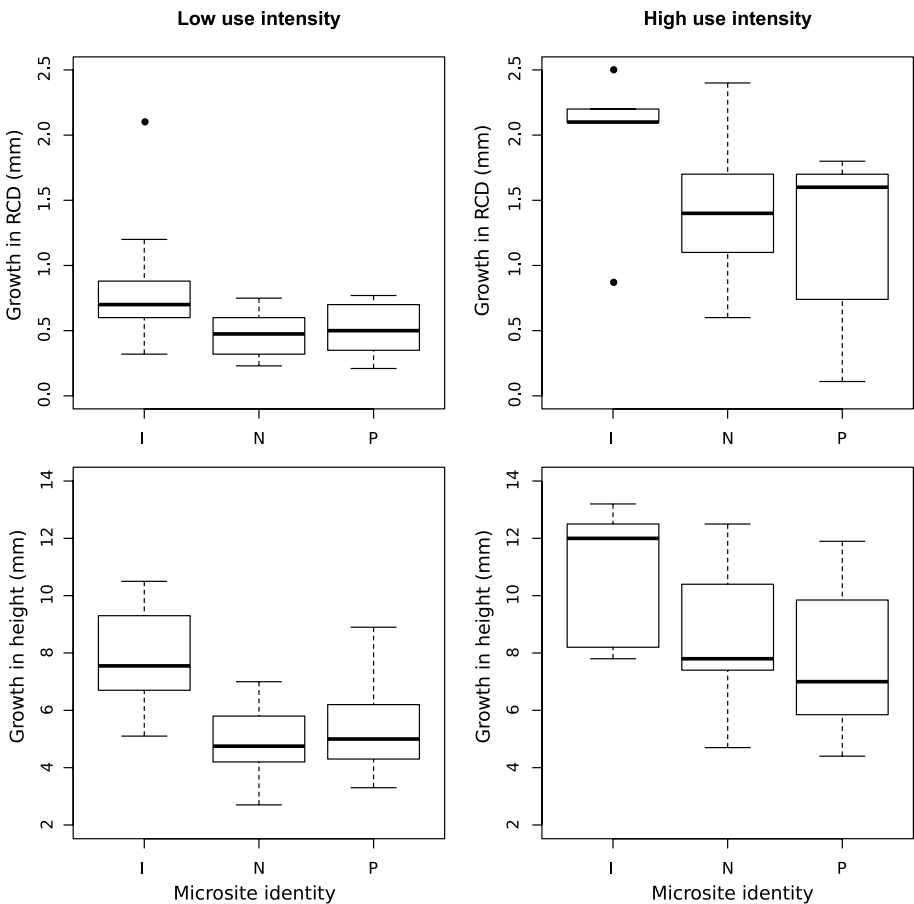 Low use intensity
High use intensity
Growth in RCD (mm)
0.0 0.5 1.0 1.5 2.0 2.5
I N P
Growth in RCD (mm)
0.0 0.5 1.0 1.5 2.0 2.5
I N P
Growth in height (mm)
2 4 6 8 10 12 14
I N P
Microsite identity
Growth in height (mm)
2 4 6 8 10 12 14
I N P
Microsite identity